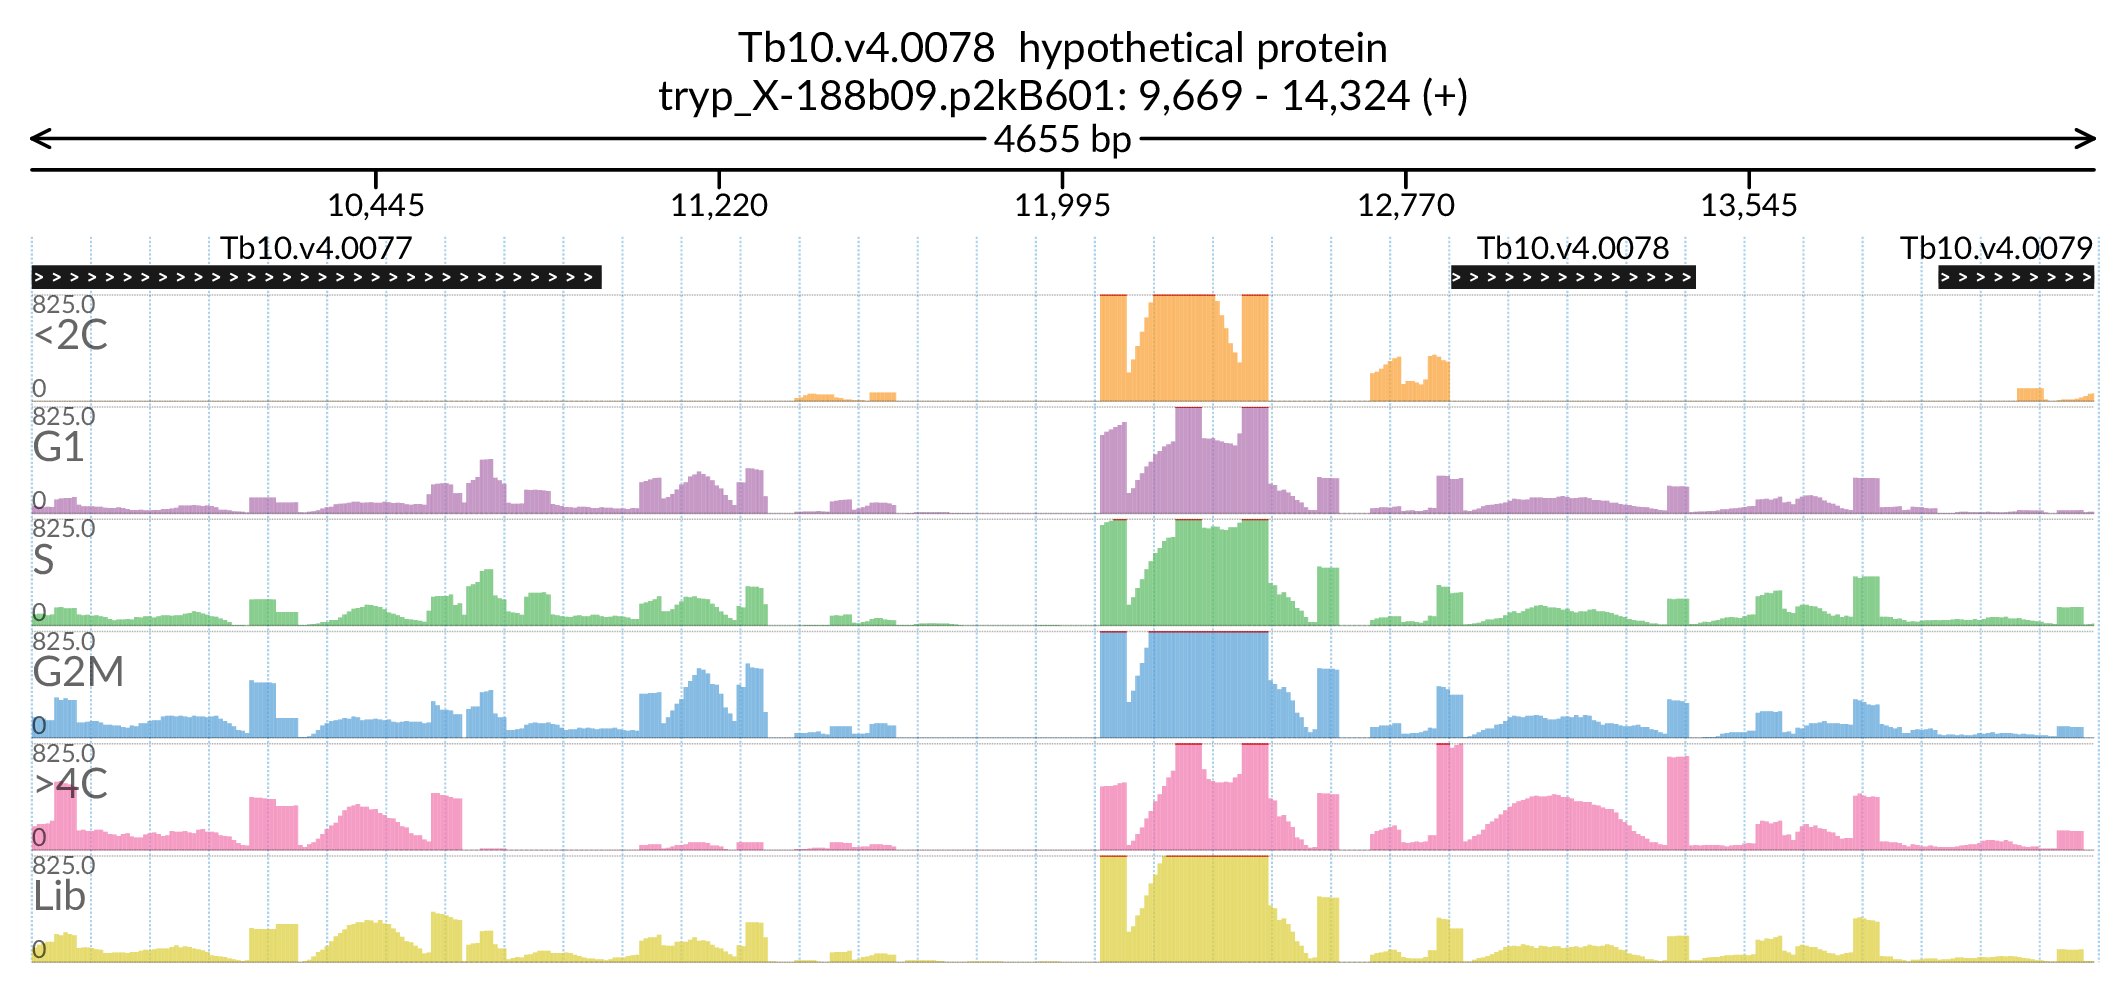 Tb10.v4.0078 hypothetical protein
tryp_X-188b09.p2kB601: 9,669 - 14,324 (+)
4655 bp
10,445 11,220 11,995 12,770 13,545
Tb10.v4.0077 Tb10.v4.0078 Tb10.v4.0079
825.0
<2C
0
825.0
G1
0
825.0
S
0
825.0
G2M
0
825.0
>4C
0
825.0
Lib
0